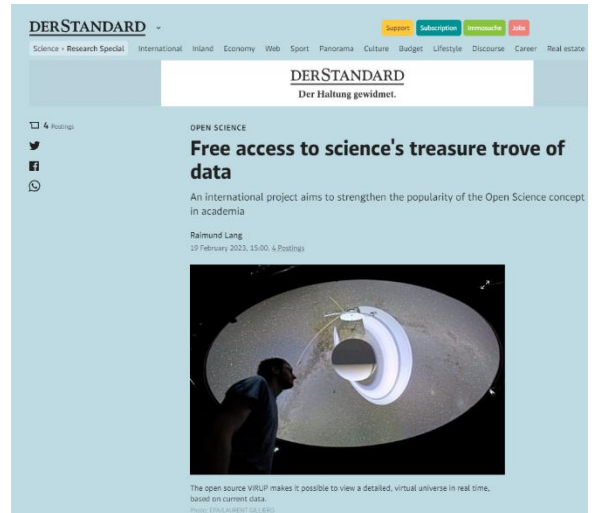 DERSTANDARD
Support Subscription Immosuche Jobs
Science › Research Special International Inland Economy Web Sport Panorama Culture Budget Lifestyle Discourse Career Real estate
DERSTANDARD
Der Haltung gewidmet.
4 Postings
OPEN SCIENCE
Free access to science's treasure trove of
data
An international project aims to strengthen the popularity of the Open Science concept
in academia
Raimund Lang
19 February 2023, 15:00, 4 Postings
The open source VIRUP makes it possible to view a detailed, virtual universe in real time,
based on current data.
Photo: